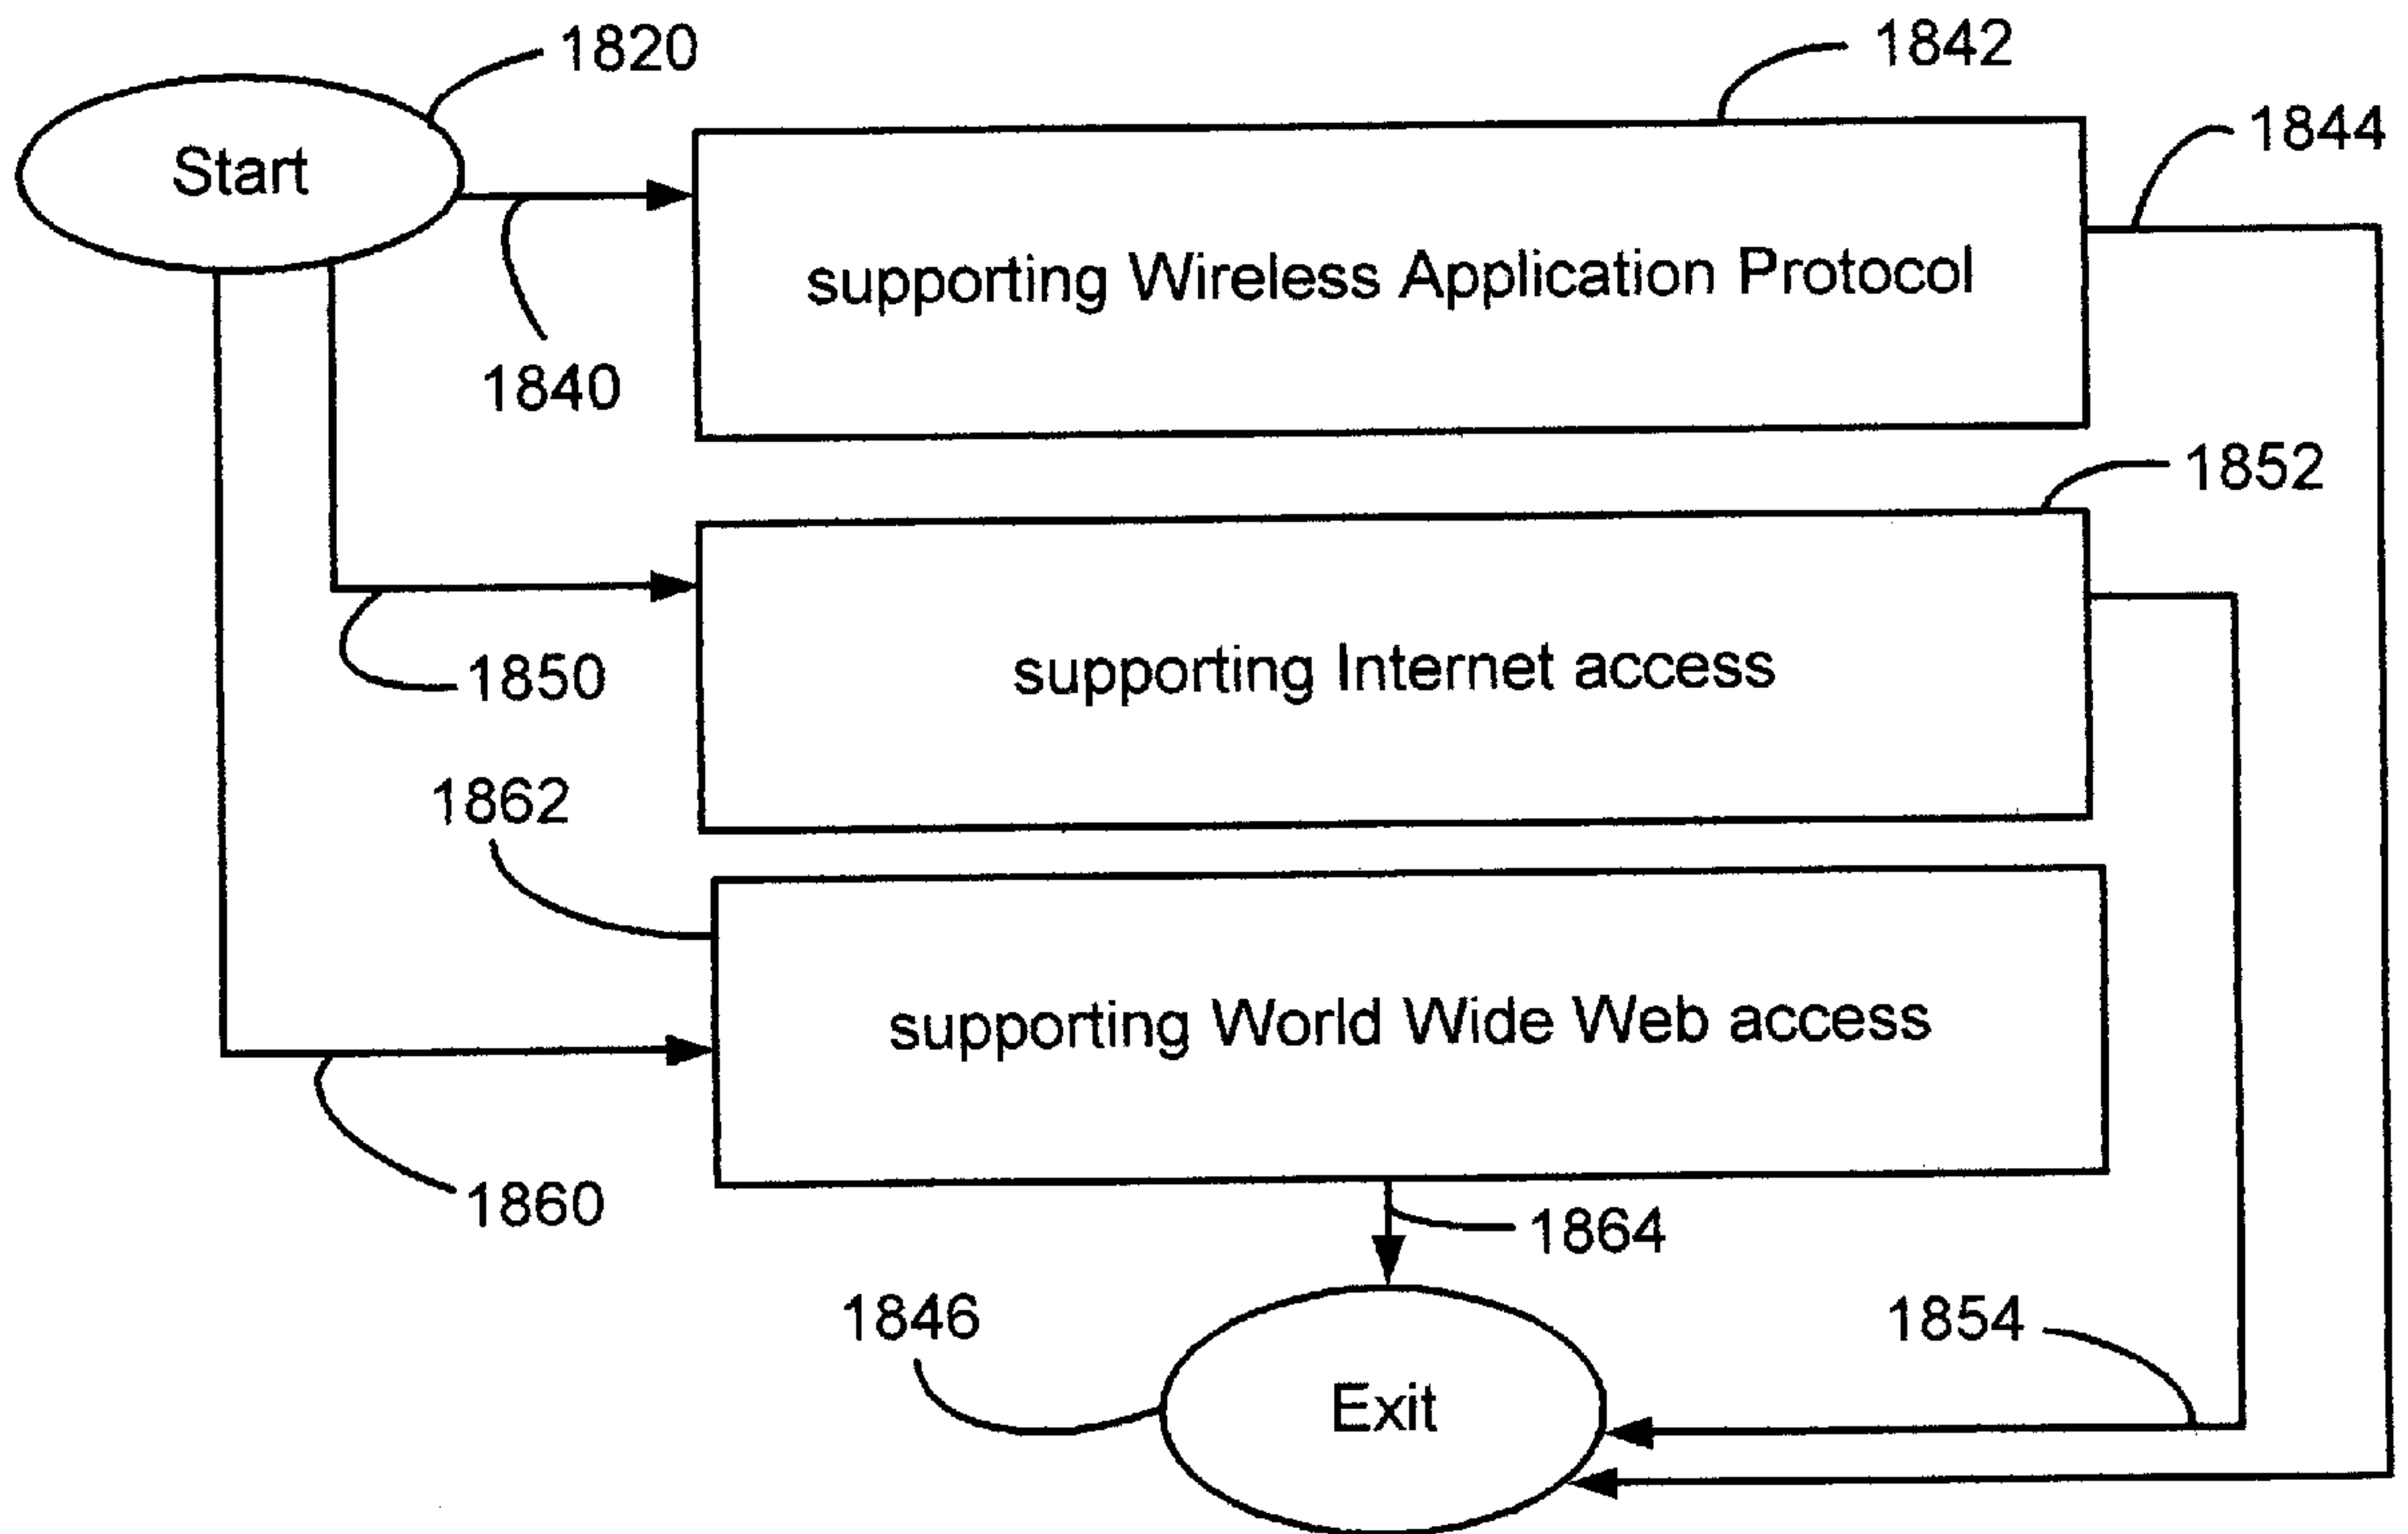 1820
1842
Start
1844
supporting Wireless Application Protocol
1840
1852
supporting Internet access
1850
1862
supporting World Wide Web access
1860
1864
1846
1854
Exit